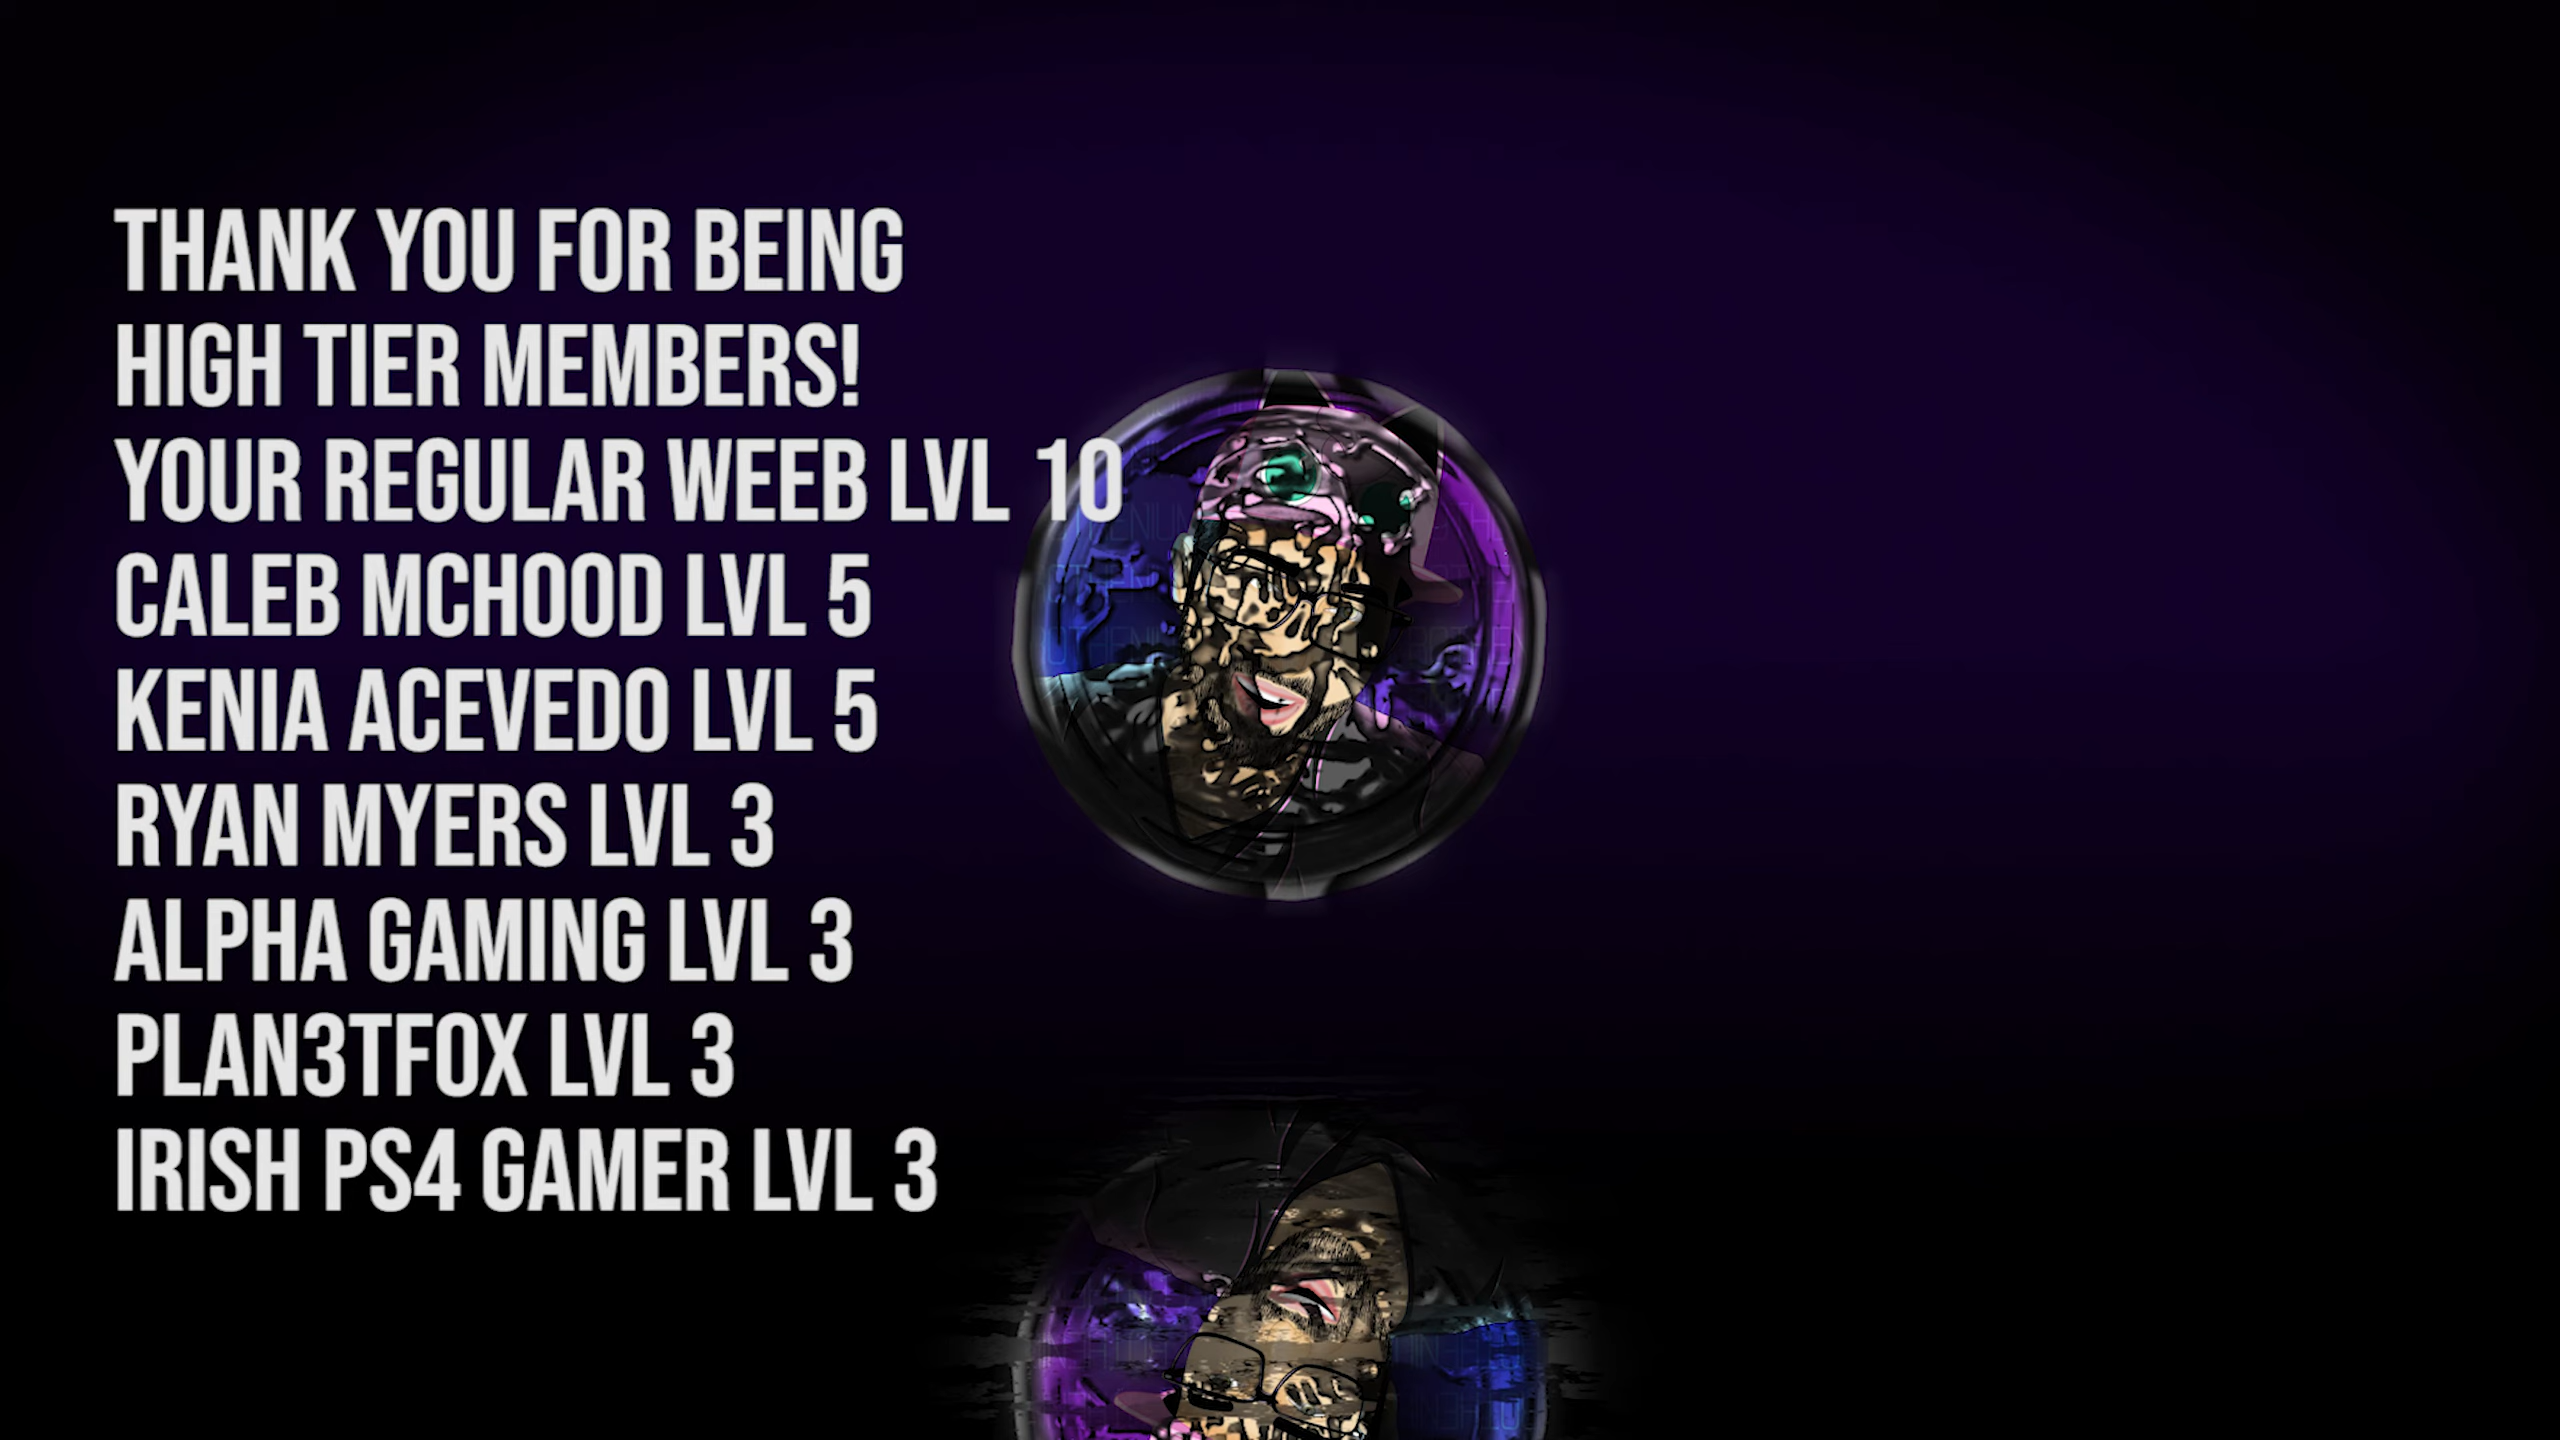 THANK YOU FOR BEING
HIGH TIER MEMBERS!
YOUR REGULAR WEEB LVL 10
CALEB MCHOOD LVL 5
KENIA ACEVEDO LVL 5
RYAN MYERS LVL 3
ALPHA GAMING LVL 3
PLAN3TFOX LVL 3
IRISH PS4 GAMER LVL 3